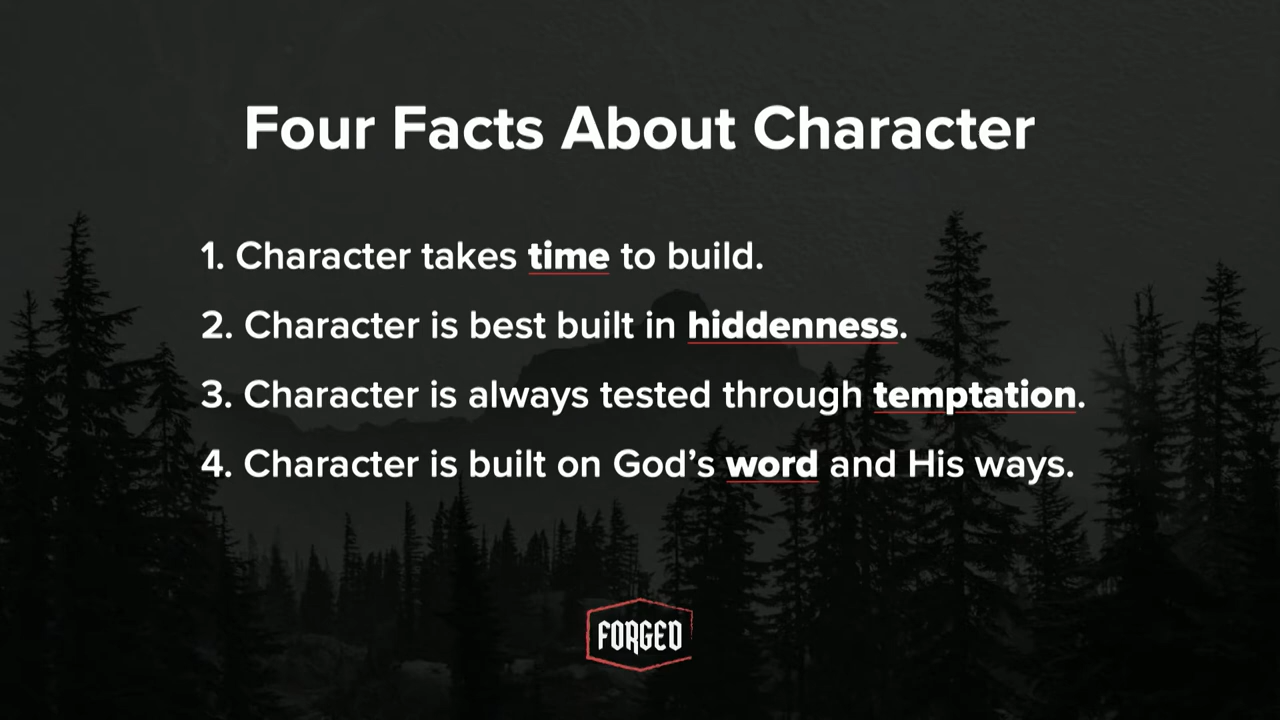 Four Facts About Character
1. Character takes time to build.
2. Character is best built in hiddenness.
3. Character is always tested through temptation.
4. Character is built on God’s word and His ways.
FORGED